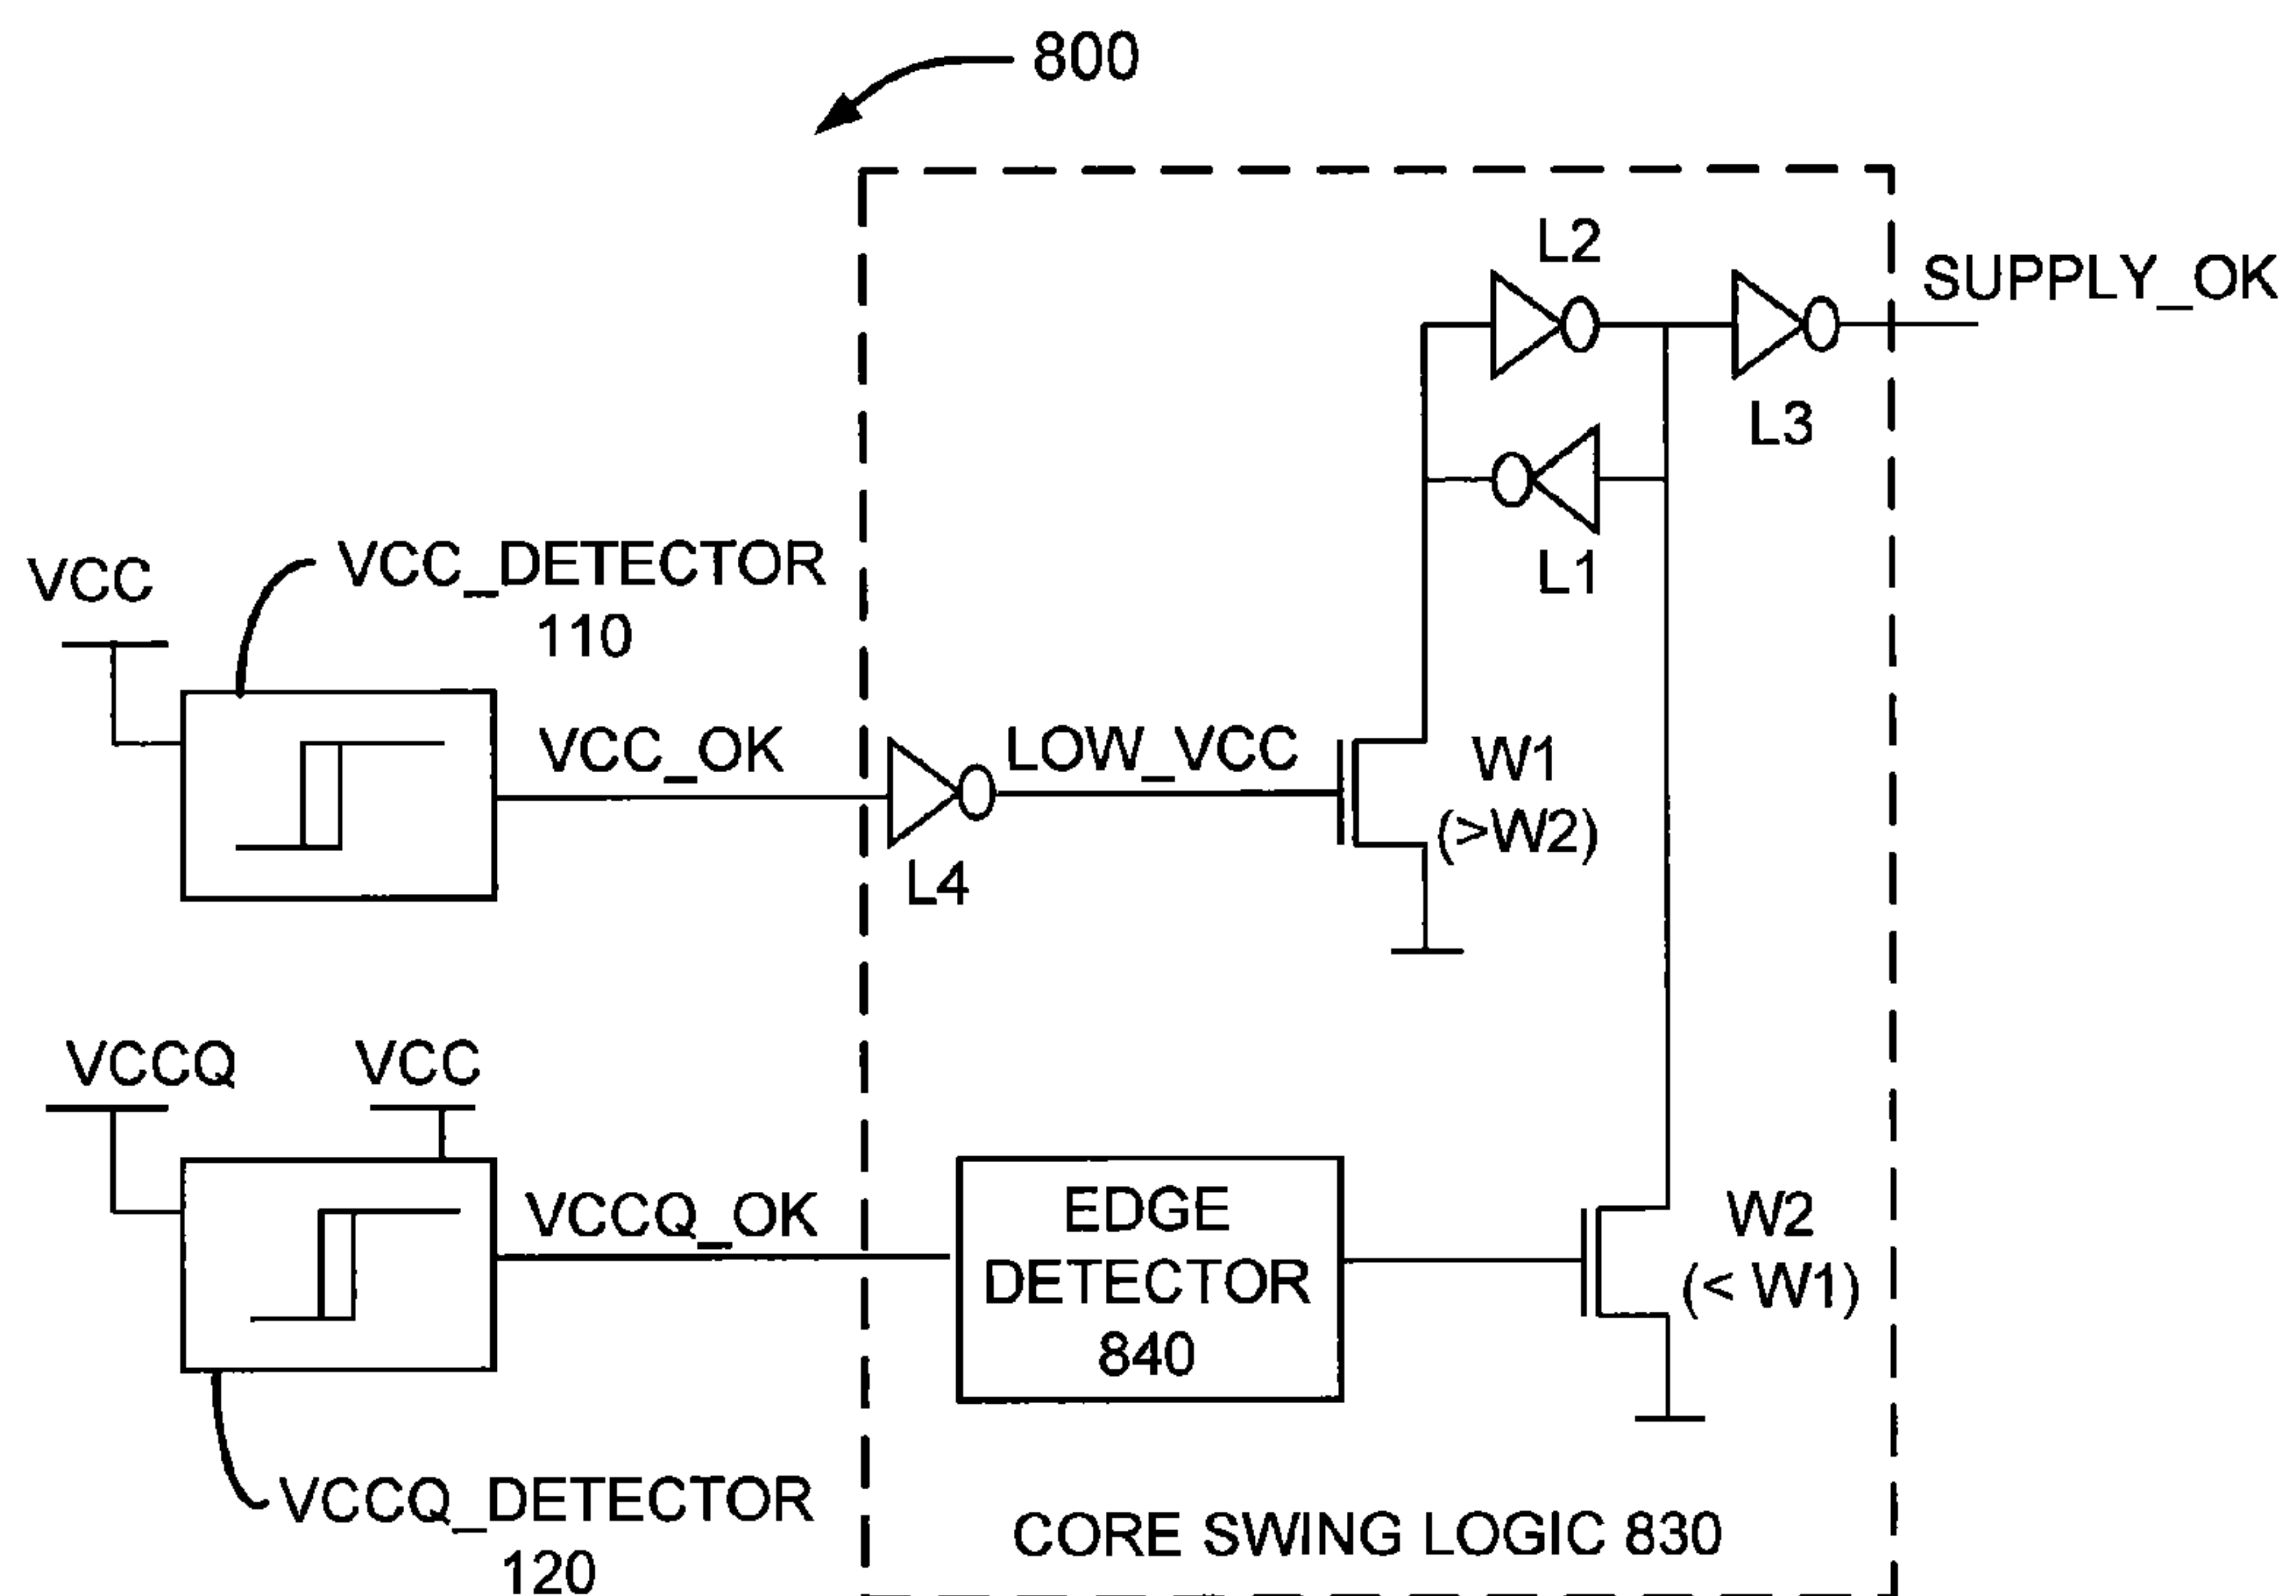 800
L2
SUPPLY_OK
L3
L1
VCC
VCC_DETECTOR
110
VCC_OK
LOW_VCC
L4
W1
(>W2)
VCCQ
VCC
VCCQ_OK
EDGE
DETECTOR
840
W2
(< W1)
VCCQ_DETECTOR
120
CORE SWING LOGIC 830